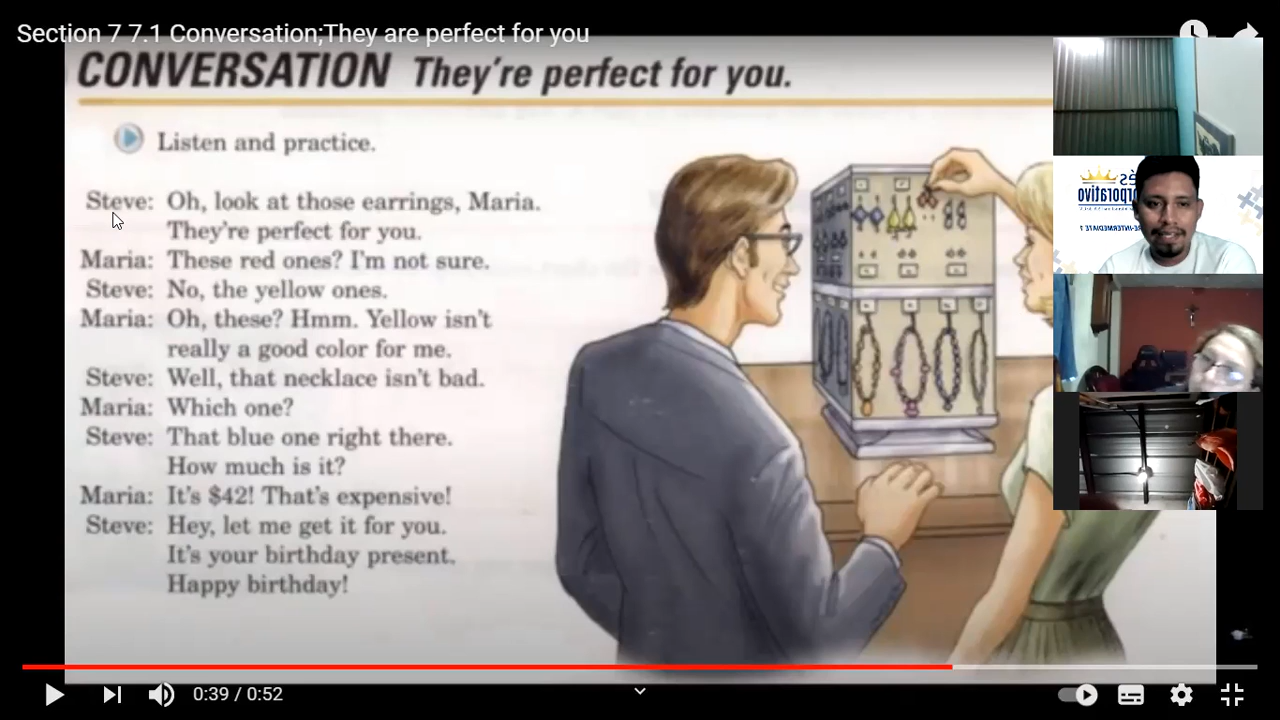 Section 7 7.1 Conversation;They are perfect for you
CONVERSATION They're perfect for you.
Listen and practice.
Steve: Oh, look at those earrings, Maria.
They're perfect for you.
Maria: These red ones? I'm not sure.
Steve: No, the yellow ones.
Maria: Oh, these? Hmm. Yellow isn't
really a good color for me.
Steve: Well, that necklace isn't bad.
Maria: Which one?
Steve: That blue one right there.
How much is it?
Maria: It's $42! That's expensive!
Steve: Hey, let me get it for you.
It's your birthday present.
Happy birthday!
0:39 / 0:52